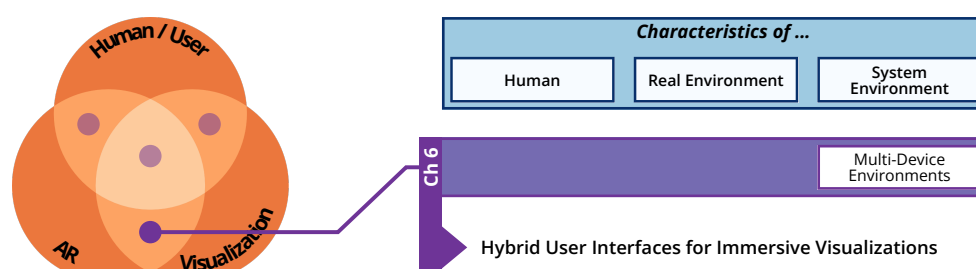 Human / User
AR
Visualization
Characteristics of ...
Human
Real Environment
System
Environment
Ch 6
Multi-Device
Environments
Hybrid User Interfaces for Immersive Visualizations